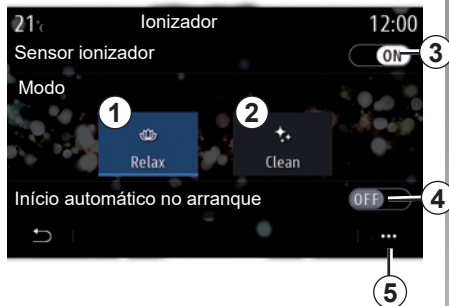 21°C Ionizador 12:00
Sensor ionizador ON 3
Modo
1 2
Relax Clean
Início automático no arranque OFF 4
5